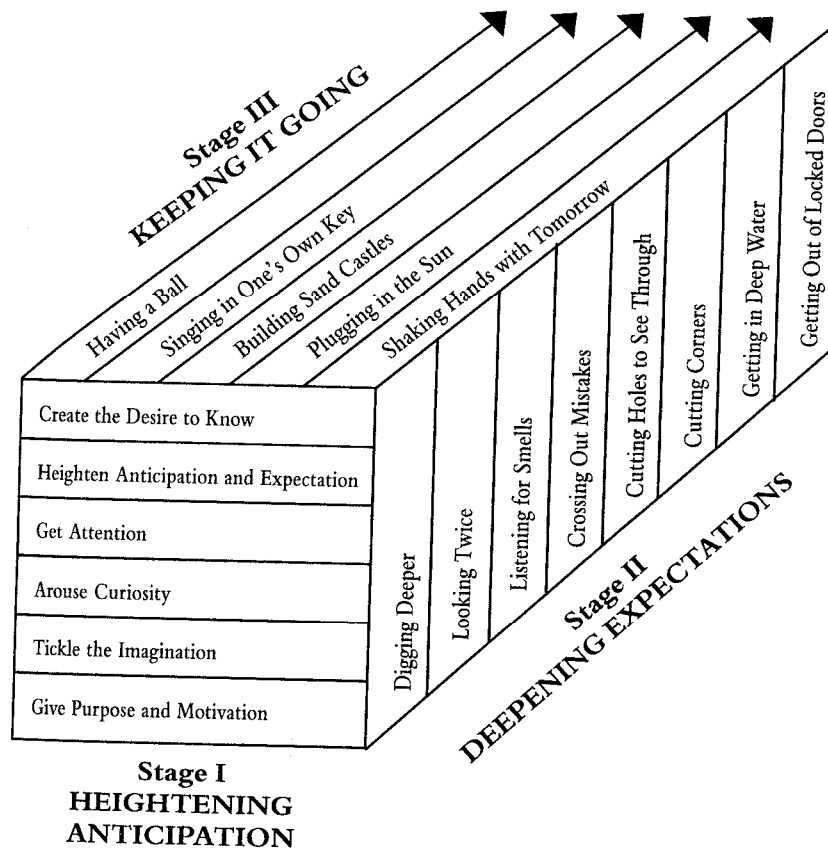 Stage III
KEEPING IT GOING
Having a Ball
Singing in One's Own Key
Building Sand Castles
Plugging in the Sun
Shaking Hands with Tomorrow
Create the Desire to Know
Heighten Anticipation and Expectation
Get Attention
Arouse Curiosity
Tickle the Imagination
Give Purpose and Motivation
Stage I
HEIGHTENING
ANTICIPATION
Digging Deeper
Looking Twice
Listening for Smells
Crossing Out Mistakes
Cutting Holes to See Through
Cutting Corners
Getting in Deep Water
Getting Out of Locked Doors
Stage II
DEEPENING EXPECTATIONS